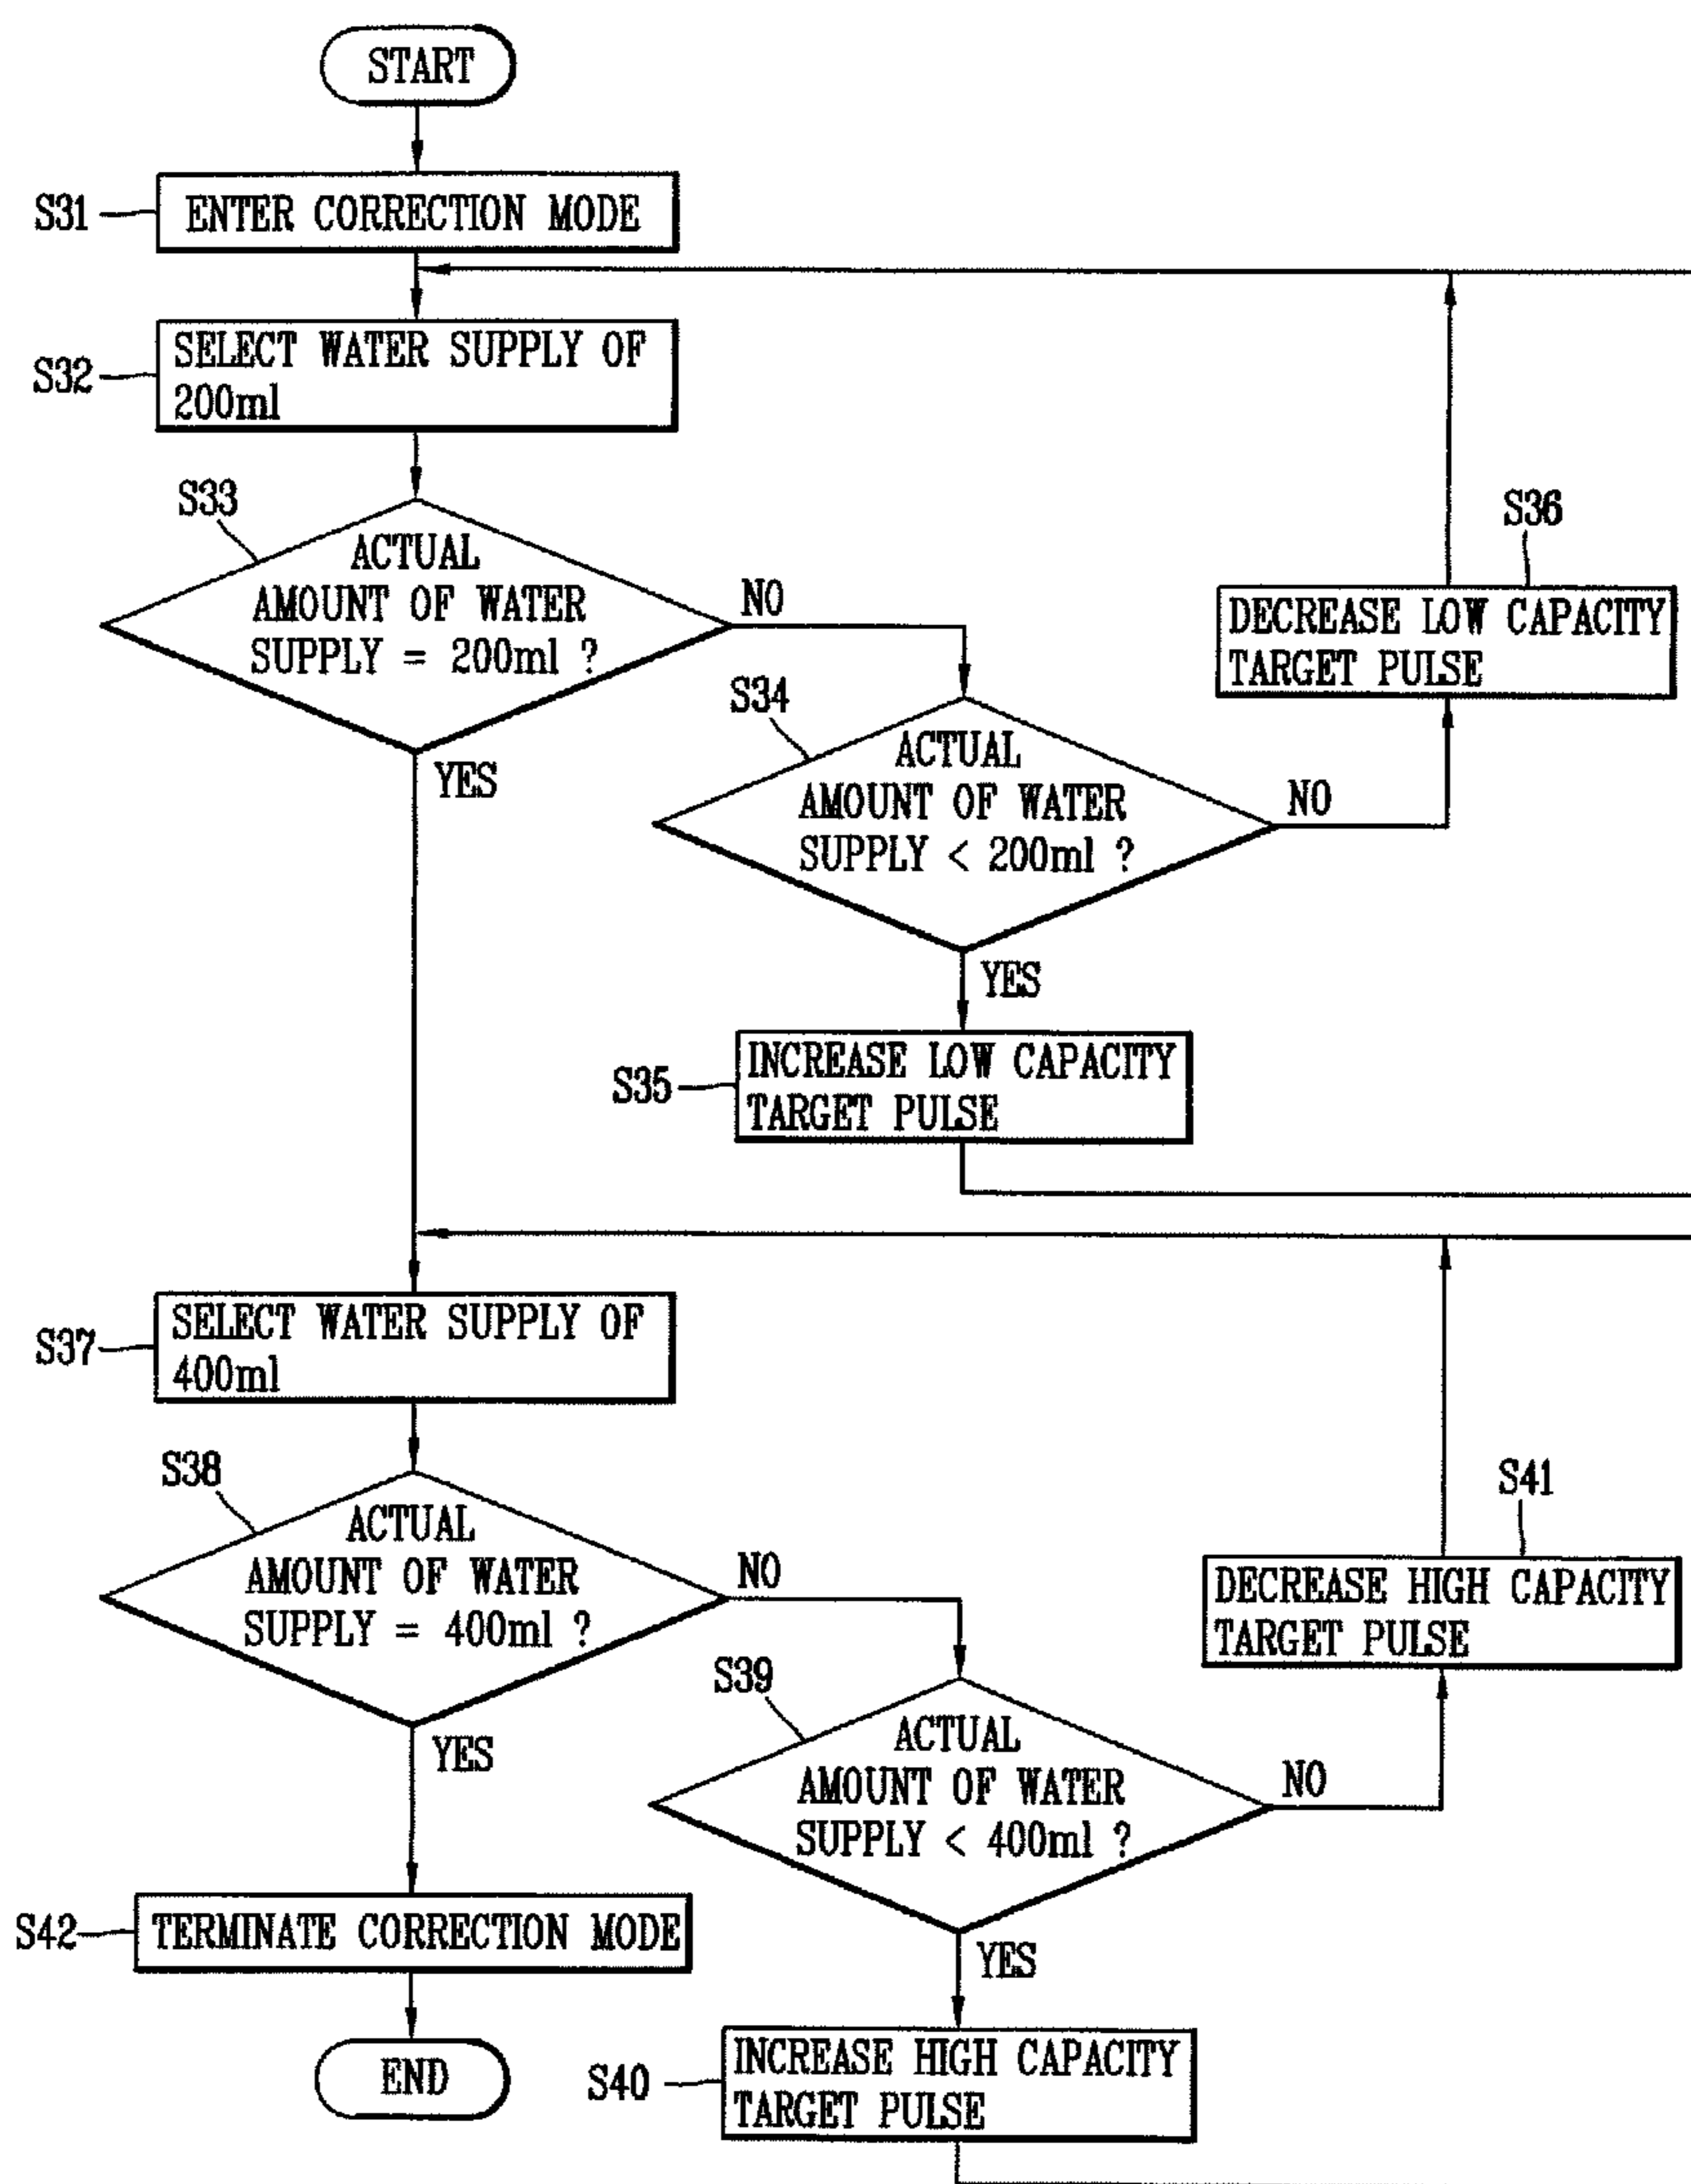 START
S31
ENTER CORRECTION MODE
S32
SELECT WATER SUPPLY OF
200ml
S33
ACTUAL
AMOUNT OF WATER
SUPPLY = 200ml ?
NO
YES
S34
ACTUAL
AMOUNT OF WATER
SUPPLY < 200ml ?
NO
YES
S36
DECREASE LOW CAPACITY
TARGET PULSE
S35
INCREASE LOW CAPACITY
TARGET PULSE
S37
SELECT WATER SUPPLY OF
400ml
S38
ACTUAL
AMOUNT OF WATER
SUPPLY = 400ml ?
NO
YES
S39
ACTUAL
AMOUNT OF WATER
SUPPLY < 400ml ?
NO
YES
S41
DECREASE HIGH CAPACITY
TARGET PULSE
S40
INCREASE HIGH CAPACITY
TARGET PULSE
S42
TERMINATE CORRECTION MODE
END